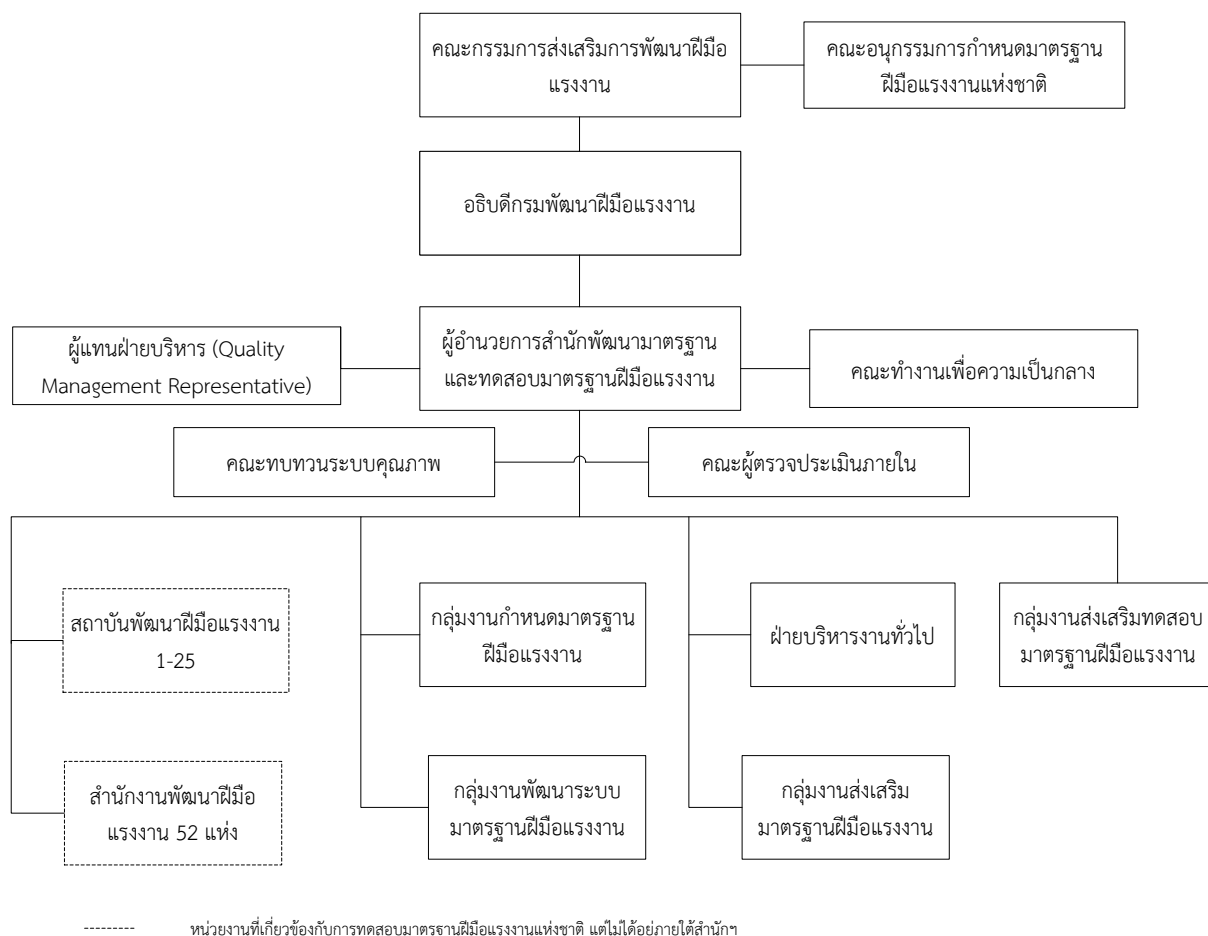 คณะกรรมการส่งเสริมการพัฒนาฝีมือ
แรงงาน
คณะอนุกรรมการกำหนดมาตรฐาน
ฝีมือแรงงานแห่งชาติ
อธิบดีกรมพัฒนาฝีมือแรงงาน
ผู้แทนฝ่ายบริหาร (Quality
Management Representative)
ผู้อำนวยการสำนักพัฒนามาตรฐาน
และทดสอบมาตรฐานฝีมือแรงงาน
คณะทำงานเพื่อความเป็นกลาง
คณะทบทวนระบบคุณภาพ
คณะผู้ตรวจประเมินภายใน
สถาบันพัฒนาฝีมือแรงงาน
1-25
กลุ่มงานกำหนดมาตรฐาน
ฝีมือแรงงาน
ฝ่ายบริหารงานทั่วไป
กลุ่มงานส่งเสริมทดสอบ
มาตรฐานฝีมือแรงงาน
สำนักงานพัฒนาฝีมือ
แรงงาน 52 แห่ง
กลุ่มงานพัฒนาระบบ
มาตรฐานฝีมือแรงงาน
กลุ่มงานส่งเสริม
มาตรฐานฝีมือแรงงาน
หน่วยงานที่เกี่ยวข้องกับการทดสอบมาตรฐานฝีมือแรงงานแห่งชาติ แต่ไม่ได้อยู่ภายใต้สำนักฯ